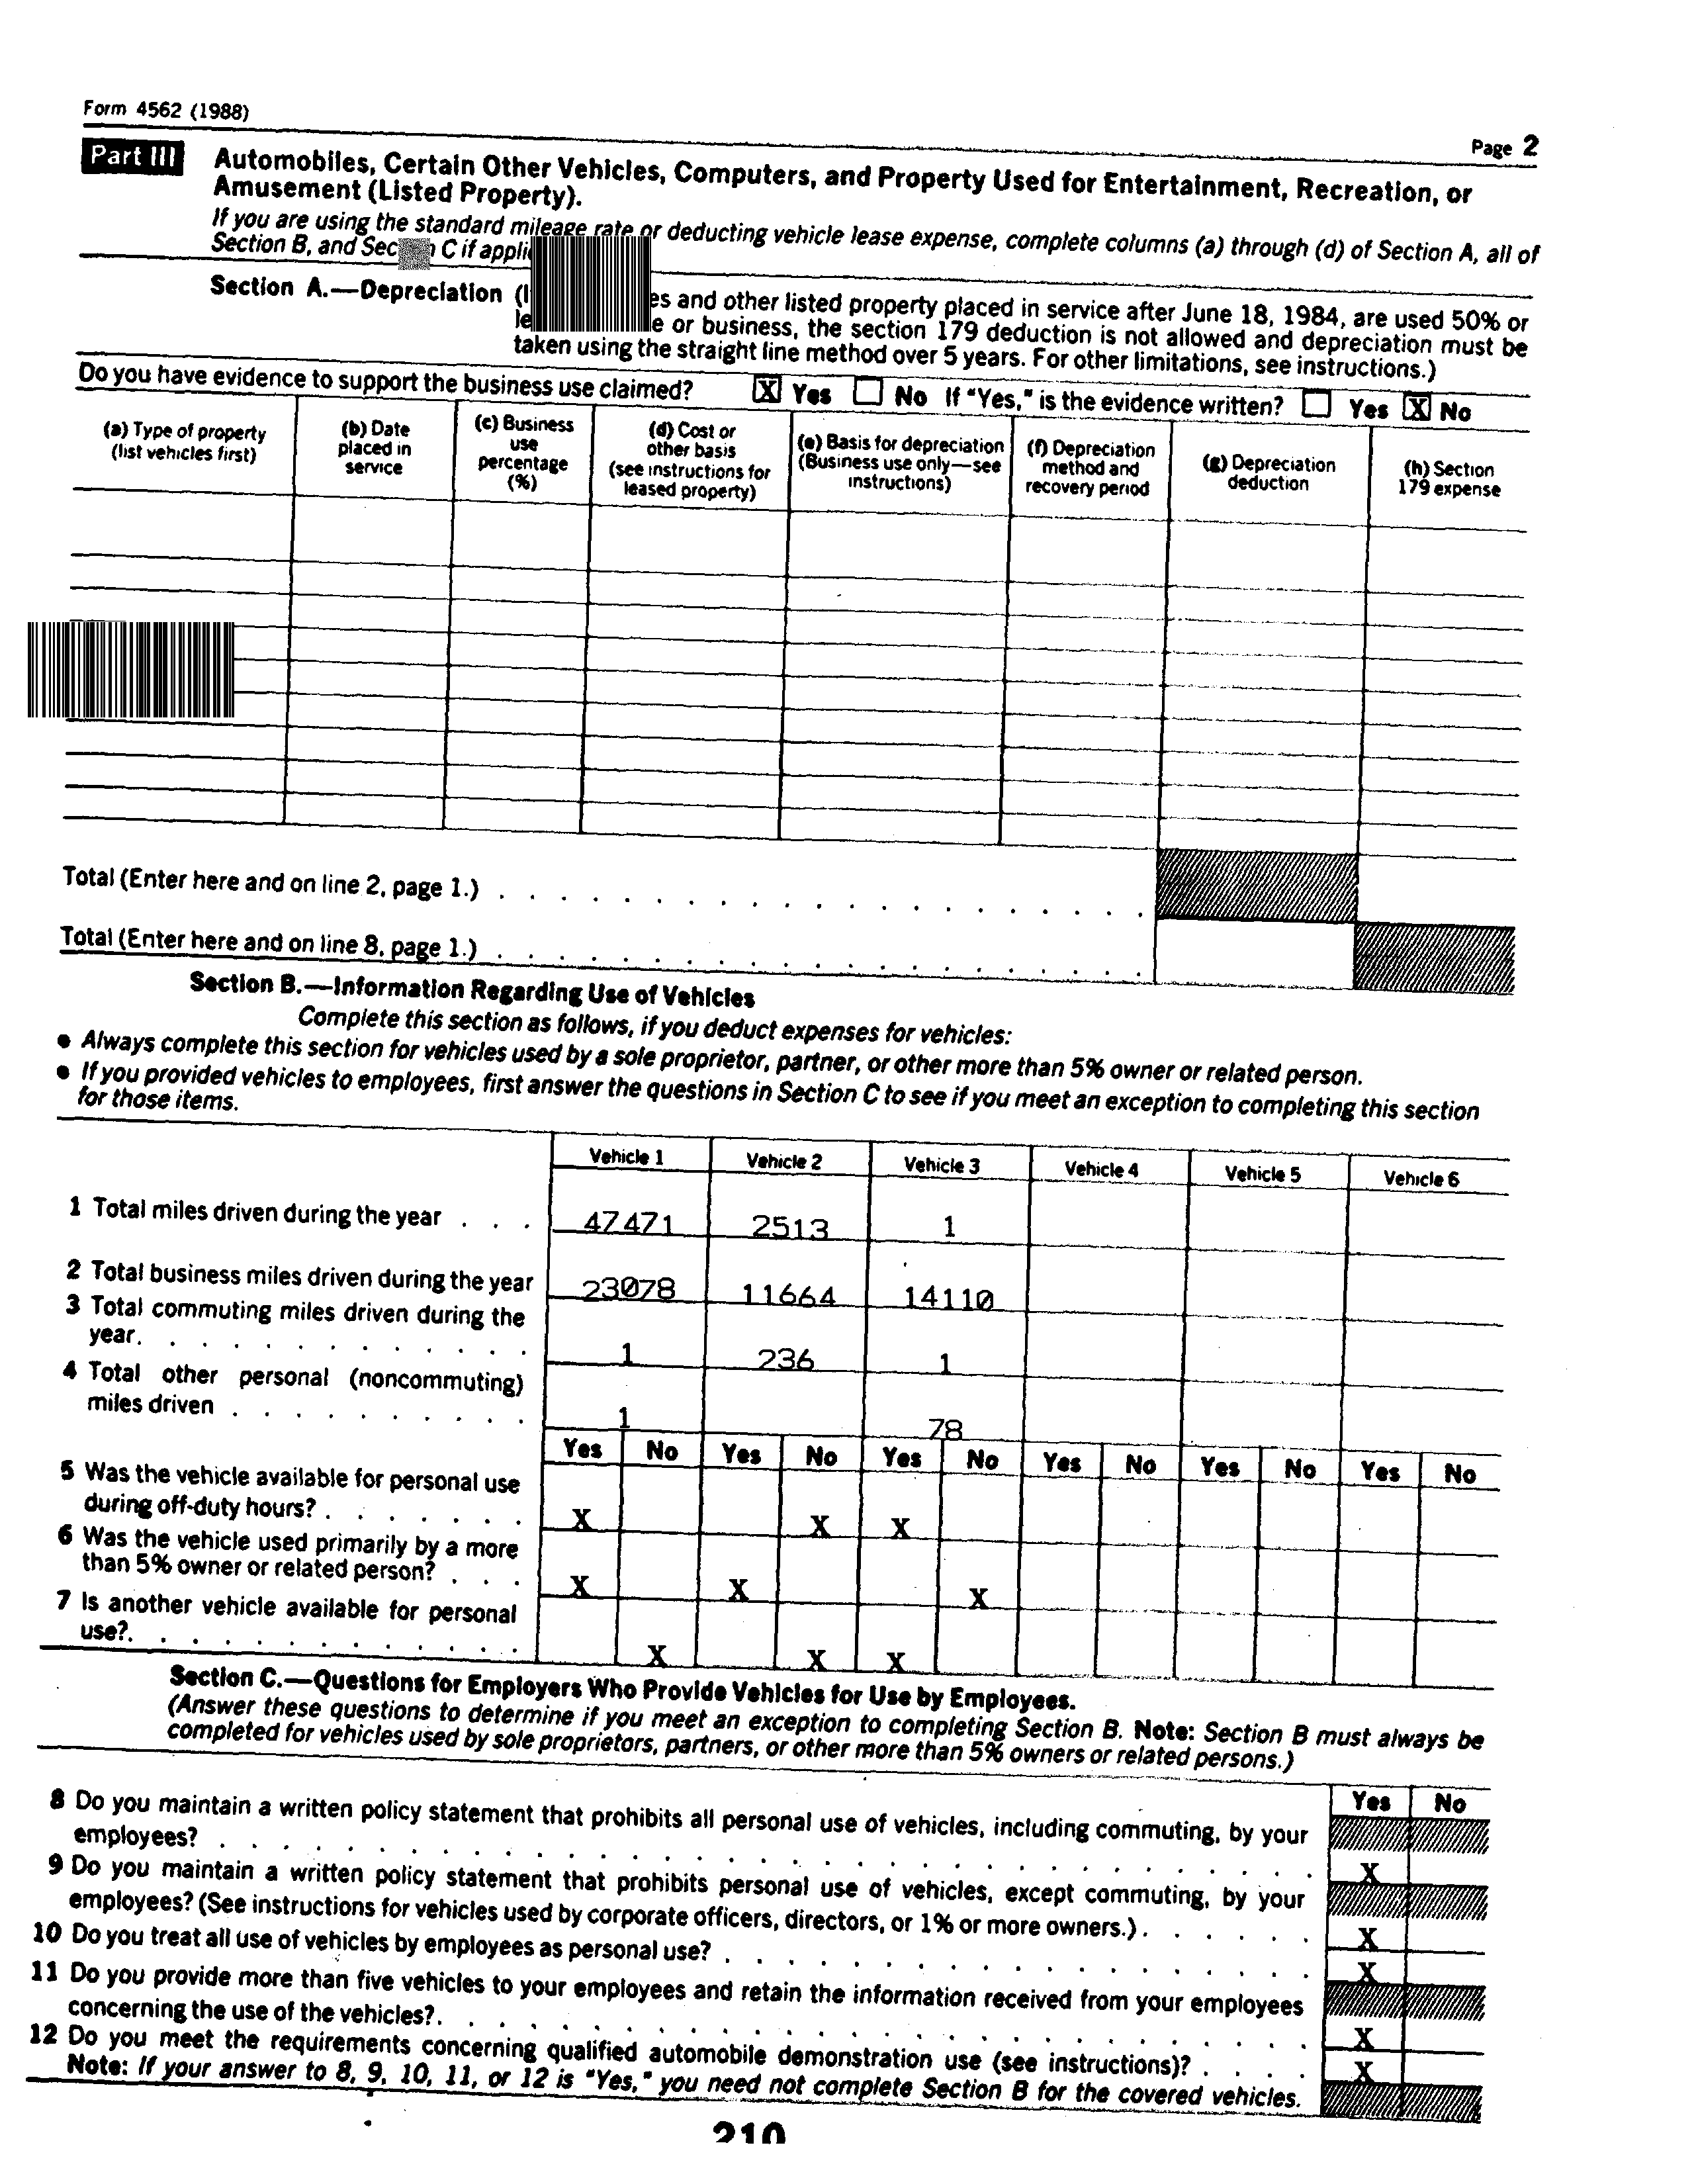 Form 4562 (1988)
Page 2
Part III Automobiles, Certain Other Vehicles, Computers, and Property Used for Entertainment, Recreation, or
Amusement (Listed Property).
If you are using the standard mileage rate or deducting vehicle lease expense, complete columns (a) through (d) of Section A, all of
Section B, and C if
Section A.—Depreciation and other listed property placed in service after June 18, 1984, are used 50% or
or business, the section 179 deduction is not allowed and depreciation must be
taken using the straight line method over 5 years. For other limitations, see instructions.)
Do you have evidence to support the business use claimed? X Yes No If "Yes," is the evidence written? Yes X No
(a) Type of property
(list vehicles first)
(b) Date
placed in
service
(c) Business
use
percentage
(%)
(d) Cost or
other basis
(see instructions for
leased property)
(e) Basis for depreciation
(Business use only—see
instructions)
(f) Depreciation
method and
recovery period
(g) Depreciation
deduction
(h) Section
179 expense
Total (Enter here and on line 2, page 1.) . . . . . . . . . . . . . . . . . . . . .
Total (Enter here and on line 8, page 1.) . . . . . . . . . . . . . . . . . . . . .
Section B.—Information Regarding Use of Vehicles
Complete this section as follows, if you deduct expenses for vehicles:
● Always complete this section for vehicles used by a sole proprietor, partner, or other more than 5% owner or related person.
● If you provided vehicles to employees, first answer the questions in Section C to see if you meet an exception to completing this section
for those items.
Vehicle 1 Vehicle 2 Vehicle 3 Vehicle 4 Vehicle 5 Vehicle 6
1 Total miles driven during the year . . . 47471 2513 1
2 Total business miles driven during the year 23078 11664 14110
3 Total commuting miles driven during the
year. . . . . . . . . . . . . 1 236 1
4 Total other personal (noncommuting)
miles driven . . . . . . . . . . 1 78
Yes No Yes No Yes No Yes No Yes No Yes No
5 Was the vehicle available for personal use
during off-duty hours? . . . . . . . X X X
6 Was the vehicle used primarily by a more
than 5% owner or related person? . . . X X X
7 Is another vehicle available for personal
use?. . . . . . . . . . . . . X X X
Section C.—Questions for Employers Who Provide Vehicles for Use by Employees.
(Answer these questions to determine if you meet an exception to completing Section B. Note: Section B must always be
completed for vehicles used by sole proprietors, partners, or other more than 5% owners or related persons.)
Yes No
8 Do you maintain a written policy statement that prohibits all personal use of vehicles, including commuting, by your
employees? . . . . . . . . . . . . . . . . . . . . . . . . . . . . . . . . . . X
9 Do you maintain a written policy statement that prohibits personal use of vehicles, except commuting, by your
employees? (See instructions for vehicles used by corporate officers, directors, or 1% or more owners.) . . . . . . X
10 Do you treat all use of vehicles by employees as personal use? . . . . . . . . . . . . . . . . . . . X
11 Do you provide more than five vehicles to your employees and retain the information received from your employees
concerning the use of the vehicles?. . . . . . . . . . . . . . . . . . . . . . . . . . . . X
12 Do you meet the requirements concerning qualified automobile demonstration use (see instructions)? . . . . X
Note: If your answer to 8, 9, 10, 11, or 12 is "Yes," you need not complete Section B for the covered vehicles.
210